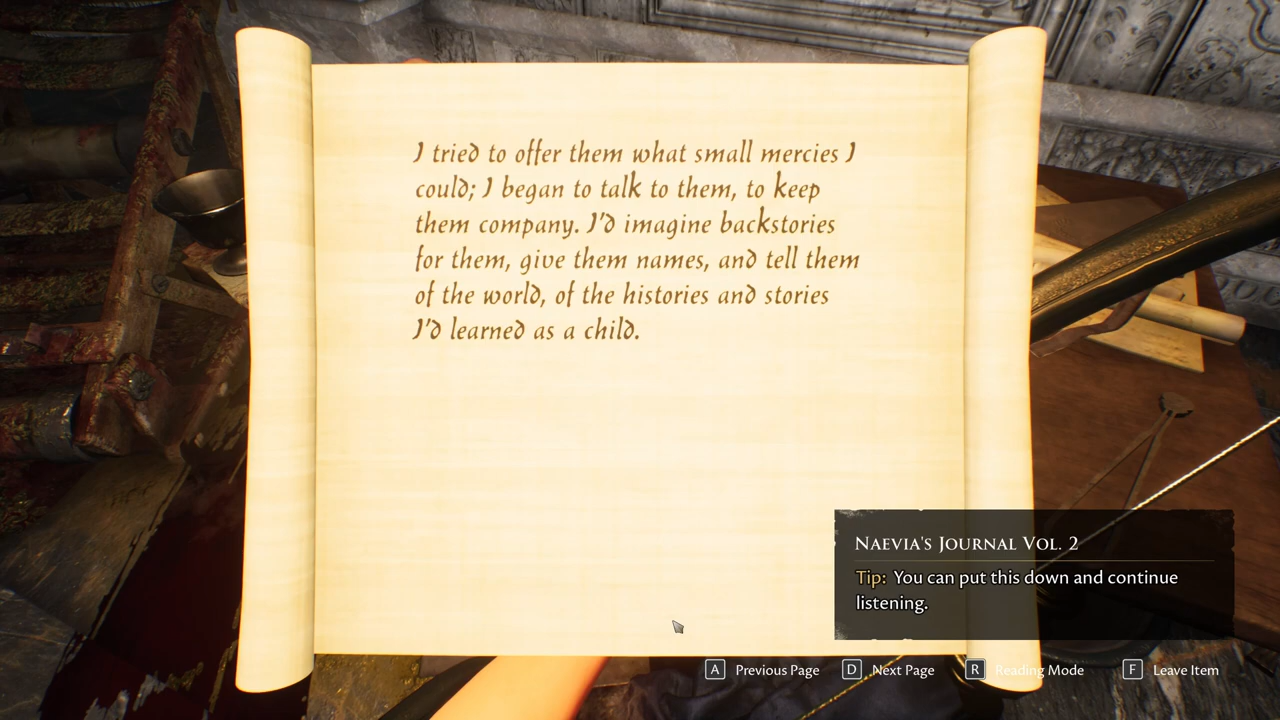 I tried to offer them what small mercies I
could; I began to talk to them, to keep
them company. I'd imagine backstories
for them, give them names, and tell them
of the world, of the histories and stories
I'd learned as a child.
Naevia's Journal Vol. 2
Tip: You can put this down and continue
listening.
A Previous Page D Next Page R Reading Mode F Leave Item